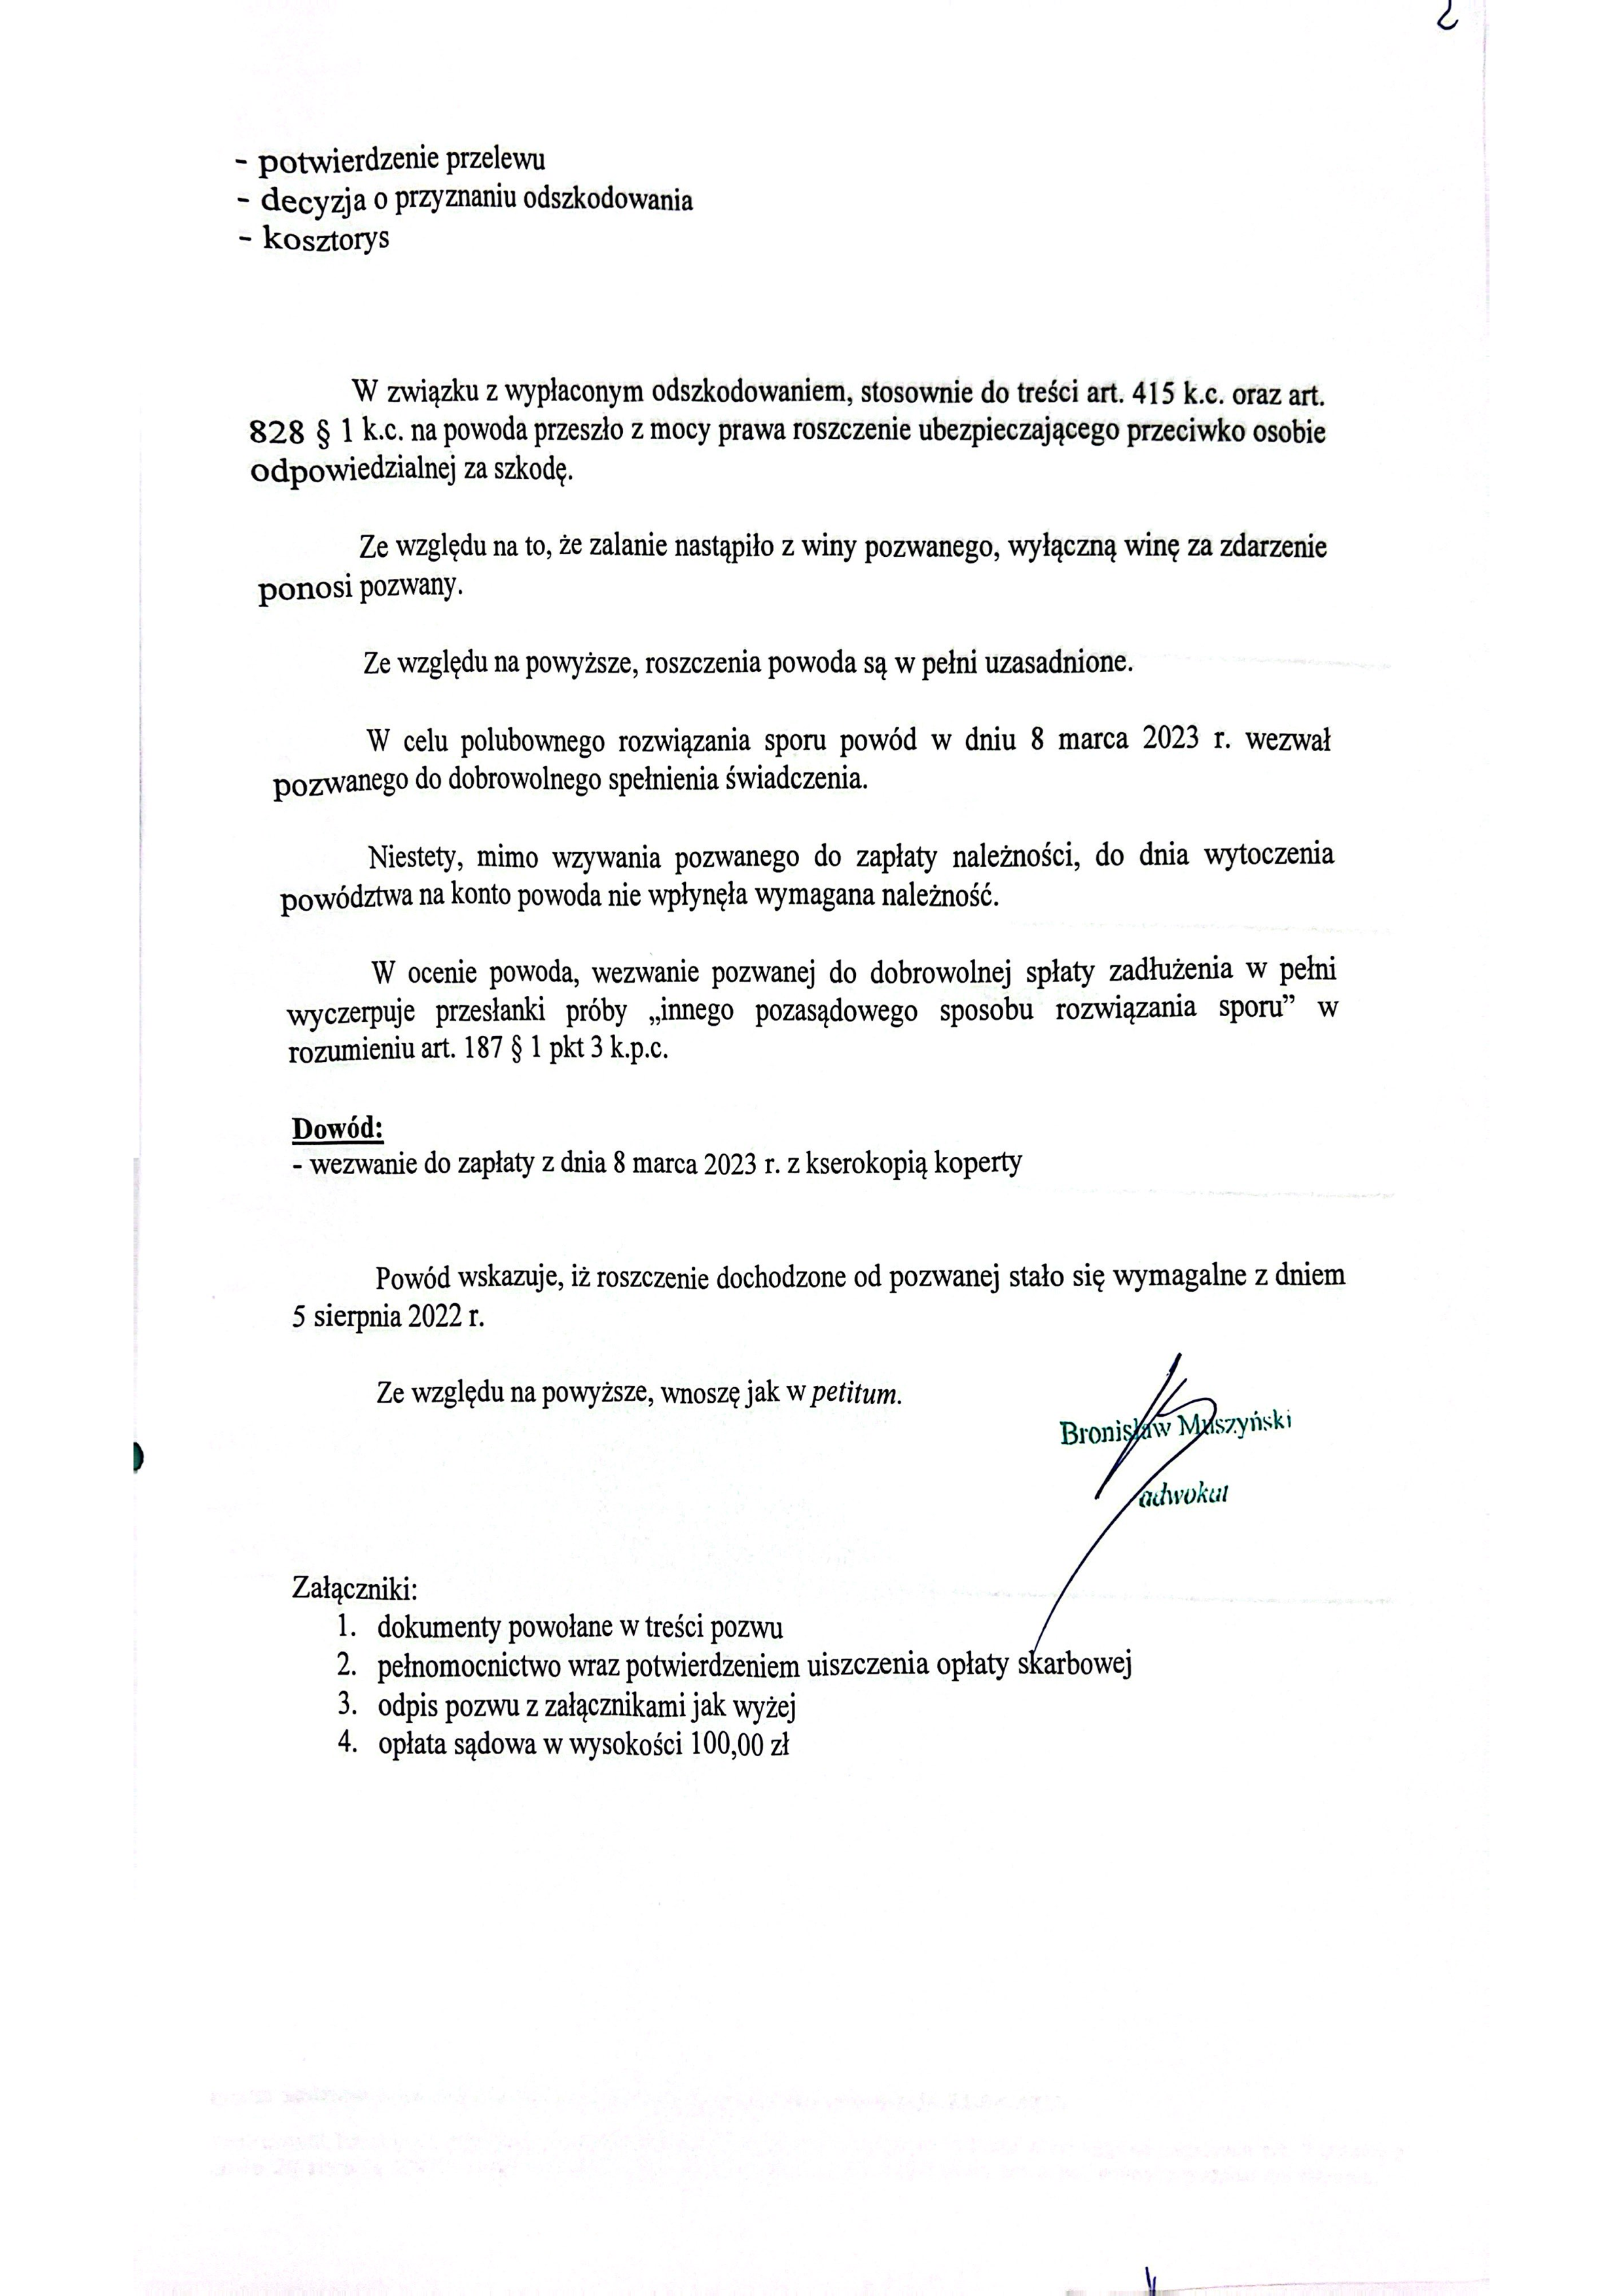 2
- potwierdzenie przelewu
- decyzja o przyznaniu odszkodowania
- kosztorys
W związku z wypłaconym odszkodowaniem, stosownie do treści art. 415 k.c. oraz art.
828 § 1 k.c. na powoda przeszło z mocy prawa roszczenie ubezpieczającego przeciwko osobie
odpowiedzialnej za szkodę.
Ze względu na to, że zalanie nastąpiło z winy pozwanego, wyłączną winę za zdarzenie
ponosi pozwany.
Ze względu na powyższe, roszczenia powoda są w pełni uzasadnione.
W celu polubownego rozwiązania sporu powód w dniu 8 marca 2023 r. wezwał
pozwanego do dobrowolnego spełnienia świadczenia.
Niestety, mimo wzywania pozwanego do zapłaty należności, do dnia wytoczenia
powództwa na konto powoda nie wpłynęła wymagana należność.
W ocenie powoda, wezwanie pozwanej do dobrowolnej spłaty zadłużenia w pełni
wyczerpuje przesłanki próby „innego pozasądowego sposobu rozwiązania sporu” w
rozumieniu art. 187 § 1 pkt 3 k.p.c.
Dowód:
- wezwanie do zapłaty z dnia 8 marca 2023 r. z kserokopią koperty
Powód wskazuje, iż roszczenie dochodzone od pozwanej stało się wymagalne z dniem
5 sierpnia 2022 r.
Ze względu na powyższe, wnoszę jak w petitum.
Bronisław Muszyński
adwokat
Załączniki:
1. dokumenty powołane w treści pozwu
2. pełnomocnictwo wraz potwierdzeniem uiszczenia opłaty skarbowej
3. odpis pozwu z załącznikami jak wyżej
4. opłata sądowa w wysokości 100,00 zł